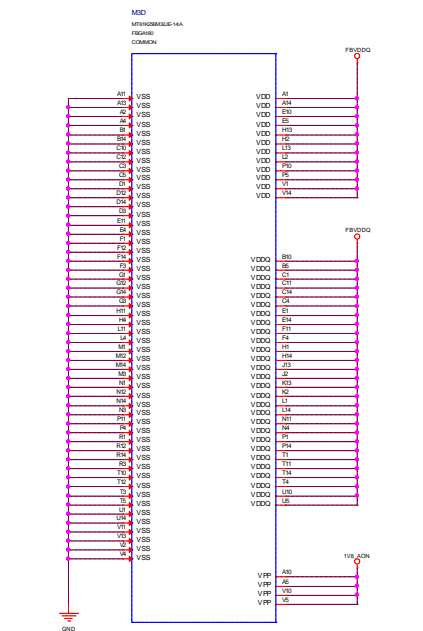 M3D
MT61K256M32JE-14:A
FBGA180
COMMON
A11 VSS
A13 VSS
A2 VSS
A4 VSS
B1 VSS
B14 VSS
C10 VSS
C12 VSS
C3 VSS
C5 VSS
D1 VSS
D12 VSS
D14 VSS
D3 VSS
E11 VSS
E4 VSS
F1 VSS
F12 VSS
F14 VSS
F3 VSS
G1 VSS
G12 VSS
G14 VSS
G3 VSS
H11 VSS
H4 VSS
L11 VSS
L4 VSS
M1 VSS
M12 VSS
M14 VSS
M3 VSS
N1 VSS
N12 VSS
N14 VSS
N3 VSS
P11 VSS
P4 VSS
R1 VSS
R12 VSS
R14 VSS
R3 VSS
T10 VSS
T12 VSS
T3 VSS
T5 VSS
U1 VSS
U14 VSS
V11 VSS
V13 VSS
V2 VSS
V4 VSS
GND
FBVDDQ
VDD A1
VDD A14
VDD E10
VDD E5
VDD H13
VDD H2
VDD L13
VDD L2
VDD P10
VDD P5
VDD V1
VDD V14
FBVDDQ
VDDQ B10
VDDQ B5
VDDQ C1
VDDQ C11
VDDQ C14
VDDQ C4
VDDQ E1
VDDQ E14
VDDQ F11
VDDQ F4
VDDQ H1
VDDQ H14
VDDQ J13
VDDQ J2
VDDQ K13
VDDQ K2
VDDQ L1
VDDQ L14
VDDQ N11
VDDQ N4
VDDQ P1
VDDQ P14
VDDQ T1
VDDQ T11
VDDQ T14
VDDQ T4
VDDQ U10
VDDQ U5
1V8_AON
VPP A10
VPP A5
VPP V10
VPP V5